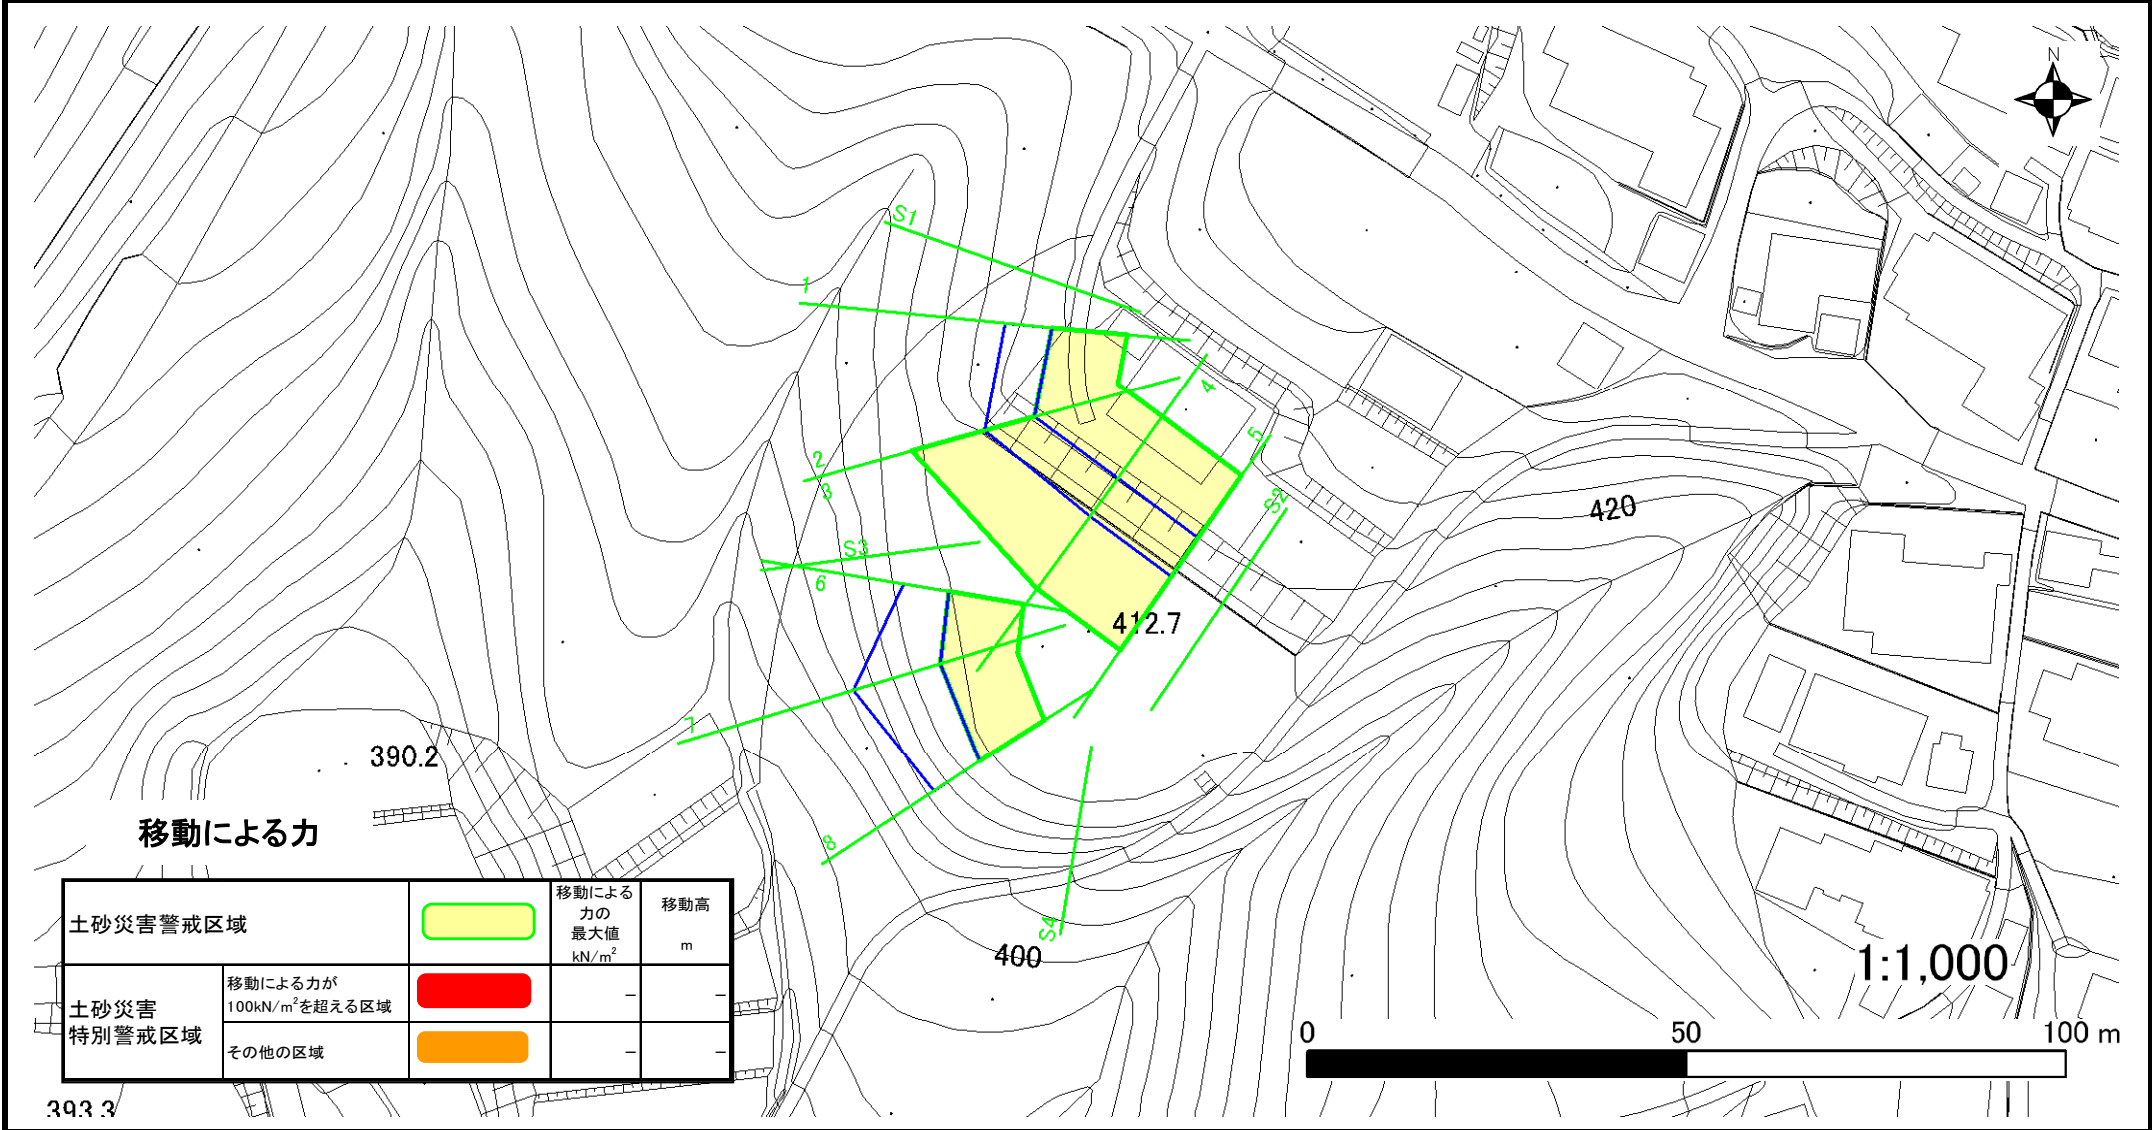 N
S1
1
4
5
2
3
S2
420
S3
6
412.7
7
390.2
8
移動による力
S4
400
1:1,000
0 50 100 m
土砂災害警戒区域
移動による
力の
最大値
kN/m²
移動高
m
土砂災害
特別警戒区域
移動による力が
100kN/m²を超える区域
－ －
その他の区域
－ －
393.3